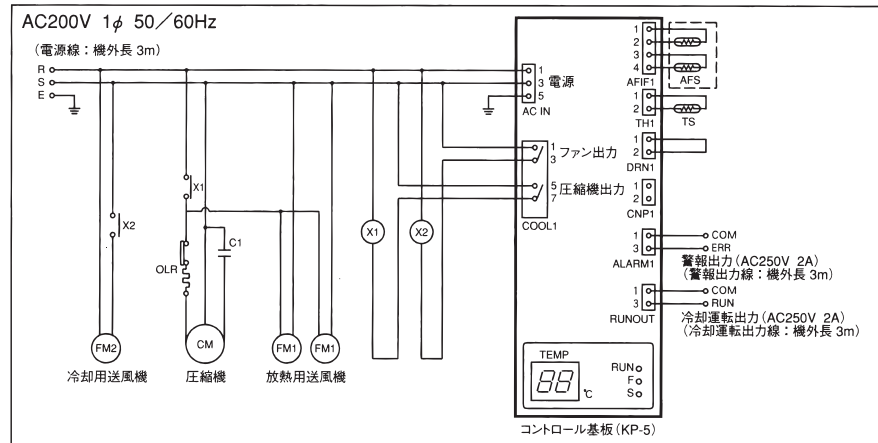 AC200V 1φ 50／60Hz
(電源線：機外長 3m)
R
S
E
X2
X1
OLR
C1
FM2
CM
FM1
FM1
冷却用送風機
圧縮機
放熱用送風機
X1
X2
1
3 電源
5
AC IN
1 ファン出力
3
5 圧縮機出力
7
COOL1
1
2
3
4
AFIF1
AFS
1
2
TH1
TS
1
2
DRN1
1
2
CNP1
1
3
ALARM1
COM
ERR
警報出力(AC250V 2A)
(警報出力線：機外長 3m)
1
3
RUNOUT
COM
RUN
冷却運転出力(AC250V 2A)
(冷却運転出力線：機外長 3m)
TEMP
88 ℃
RUN
F
S
コントロール基板(KP-5)